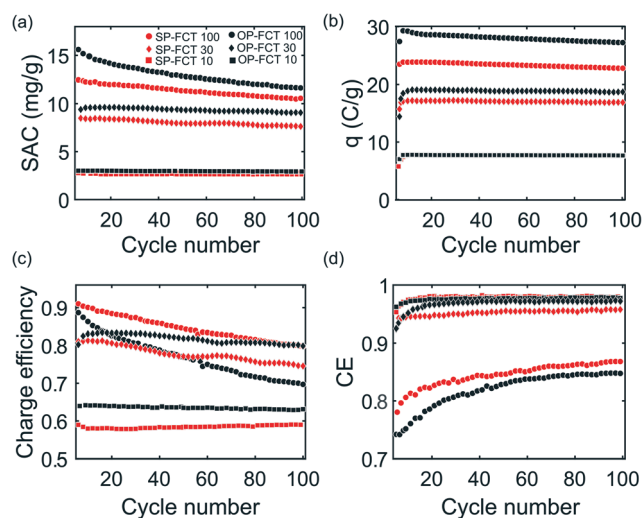 (a)
SP-FCT 100 OP-FCT 100
SP-FCT 30 OP-FCT 30
SP-FCT 10 OP-FCT 10
SAC (mg/g)
15
10
5
0
20 40 60 80 100
Cycle number
(b)
q (C/g)
30
20
10
0
20 40 60 80 100
Cycle number
(c)
Charge efficiency
0.9
0.8
0.7
0.6
0.5
20 40 60 80 100
Cycle number
(d)
CE
1
0.9
0.8
0.7
20 40 60 80 100
Cycle number